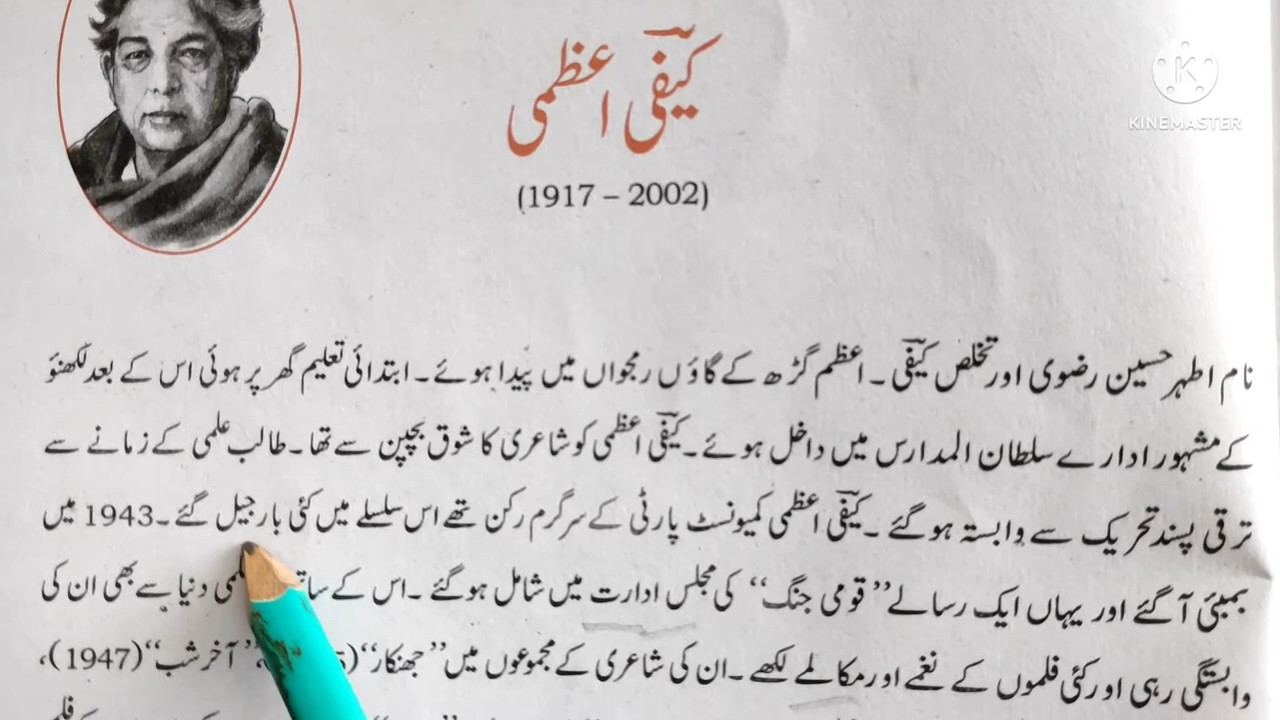 کیفی اعظمی
(1917 – 2002)
KINEMASTER
نام اطہر حسین رضوی اور تخلص کیفی ۔ اعظم گڑھ کے گاؤں رمجواں میں پیدا ہوئے۔ ابتدائی تعلیم گھر پر ہوئی اس کے بعد لکھنؤ
کے مشہور ادارے سلطان المدارس میں داخل ہوئے۔ کیفی اعظمی کو شاعری کا شوق بچپن سے تھا۔ طالب علمی کے زمانے سے
ترقی پسند تحریک سے وابستہ ہوگئے ۔ کیفی اعظمی کمیونسٹ پارٹی کے سرگرم رکن تھے اس سلسلے میں کئی بار جیل گئے ۔ 1943 میں
بمبئی آگئے اور یہاں ایک رسالے ’’قومی جنگ‘‘ کی مجلس ادارت میں شامل ہوگئے ۔ اس کے دنیا سے بھی ان کی
وابستگی رہی اور کئی فلموں کے نغمے اور مکالمے لکھے ۔ ان کی شاعری کے مجموعوں میں ’’جھنکار‘‘ ’’آخر شب‘‘ (1947)،